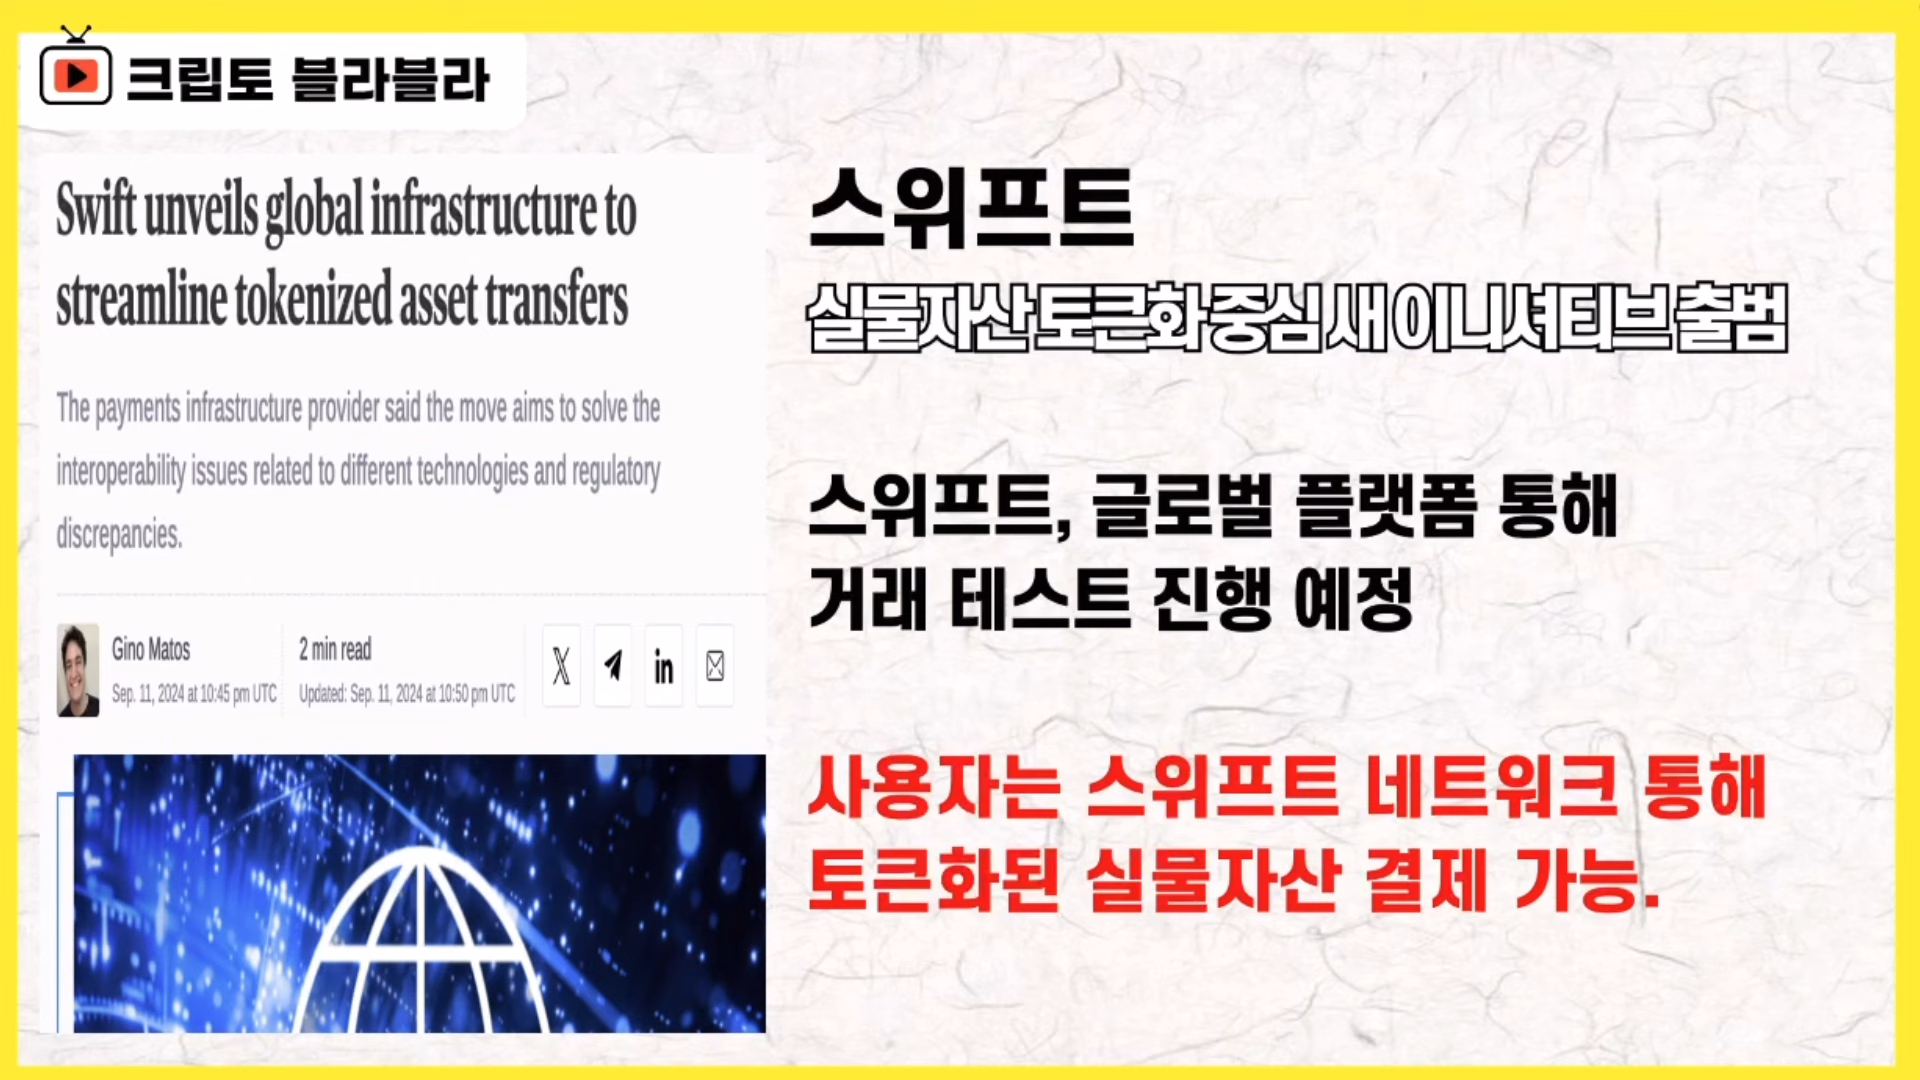 크립토 블라블라
Swift unveils global infrastructure to
streamline tokenized asset transfers
The payments infrastructure provider said the move aims to solve the
interoperability issues related to different technologies and regulatory
discrepancies.
Gino Matos
Sep. 11, 2024 at 10:45 pm UTC
2 min read
Updated: Sep. 11, 2024 at 10:50 pm UTC
스위프트
실물자산 토큰화 중심 새 이니셔티브 출범
스위프트, 글로벌 플랫폼 통해
거래 테스트 진행 예정
사용자는 스위프트 네트워크 통해
토큰화된 실물자산 결제 가능.